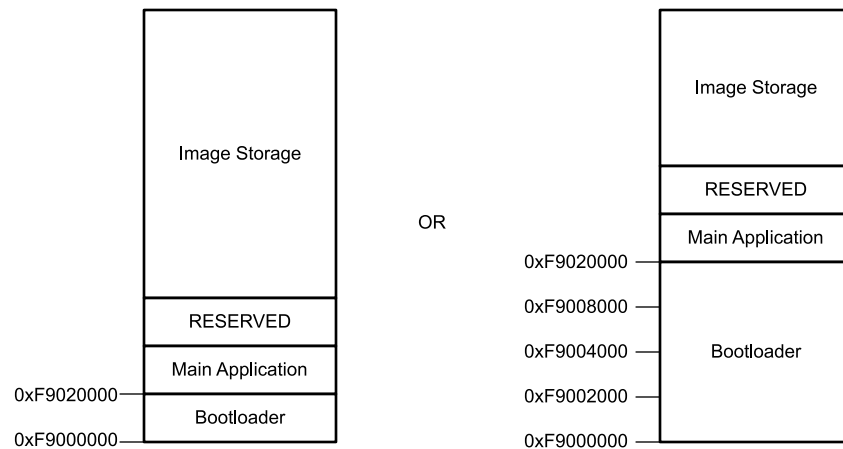 Image Storage
RESERVED
Main Application
0xF9020000
Bootloader
0xF9000000
OR
Image Storage
RESERVED
Main Application
0xF9020000
0xF9008000
0xF9004000
Bootloader
0xF9002000
0xF9000000